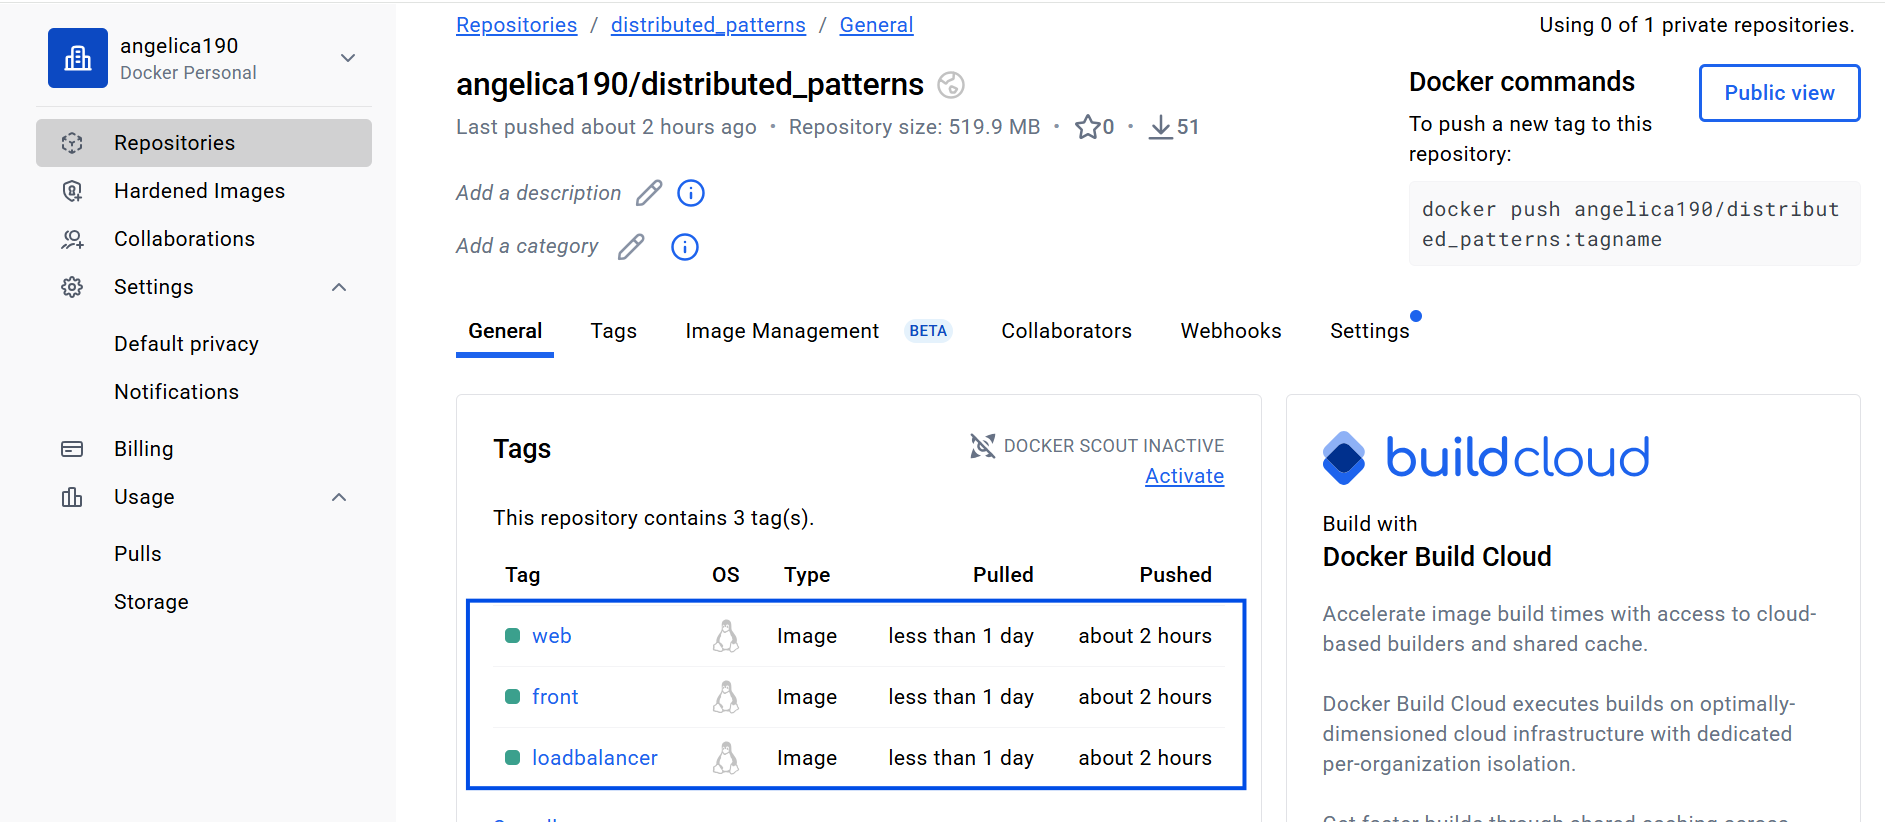 angelica190
Docker Personal
Repositories
Hardened Images
Collaborations
Settings
Default privacy
Notifications
Billing
Usage
Pulls
Storage
Repositories / distributed_patterns / General
Using 0 of 1 private repositories.
angelica190/distributed_patterns
Last pushed about 2 hours ago • Repository size: 519.9 MB • 0 • 51
Add a description
Add a category
Docker commands
Public view
To push a new tag to this
repository:
docker push angelica190/distribut
ed_patterns:tagname
General Tags Image Management BETA Collaborators Webhooks Settings
Tags
DOCKER SCOUT INACTIVE
Activate
This repository contains 3 tag(s).
Tag OS Type Pulled Pushed
web Image less than 1 day about 2 hours
front Image less than 1 day about 2 hours
loadbalancer Image less than 1 day about 2 hours
buildcloud
Build with
Docker Build Cloud
Accelerate image build times with access to cloud-
based builders and shared cache.
Docker Build Cloud executes builds on optimally-
dimensioned cloud infrastructure with dedicated
per-organization isolation.